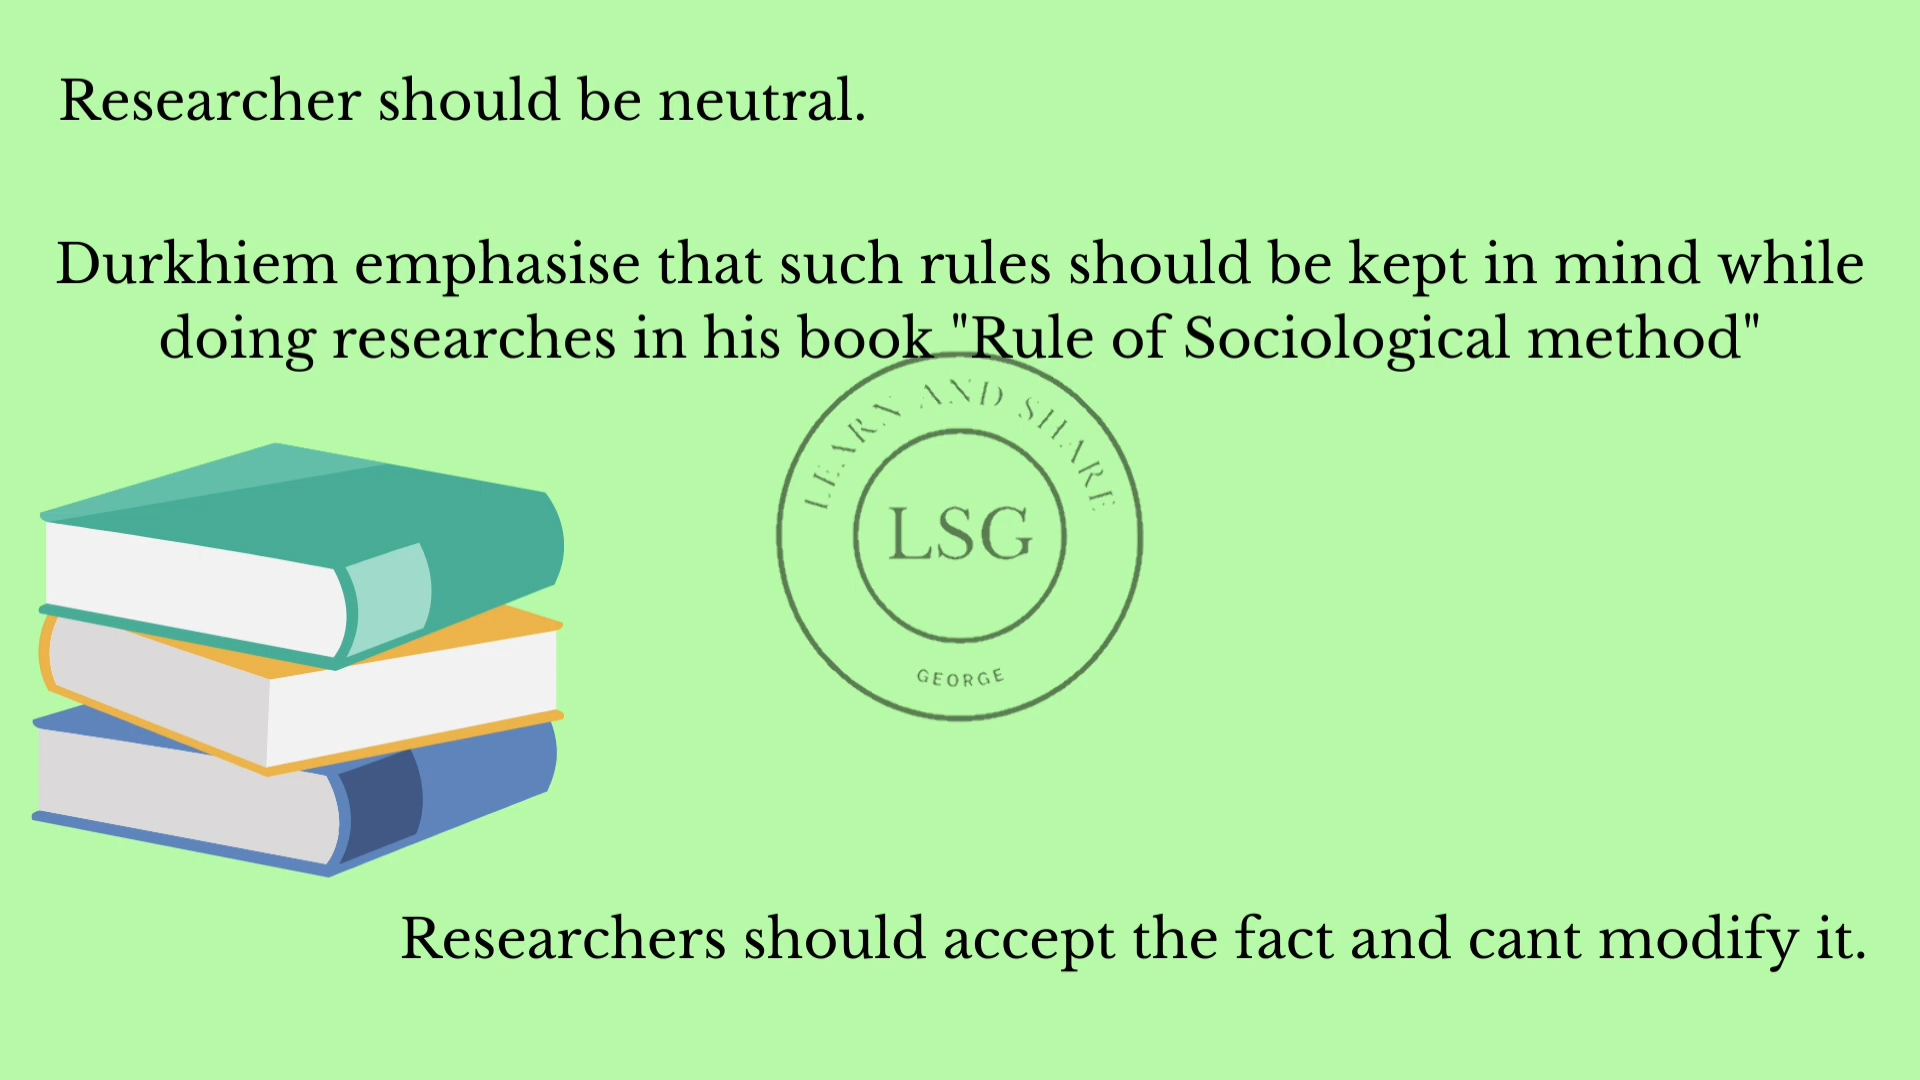 Researcher should be neutral.
Durkhiem emphasise that such rules should be kept in mind while
doing researches in his book "Rule of Sociological method"
LEARN AND SHARE
LSG
GEORGE
Researchers should accept the fact and cant modify it.